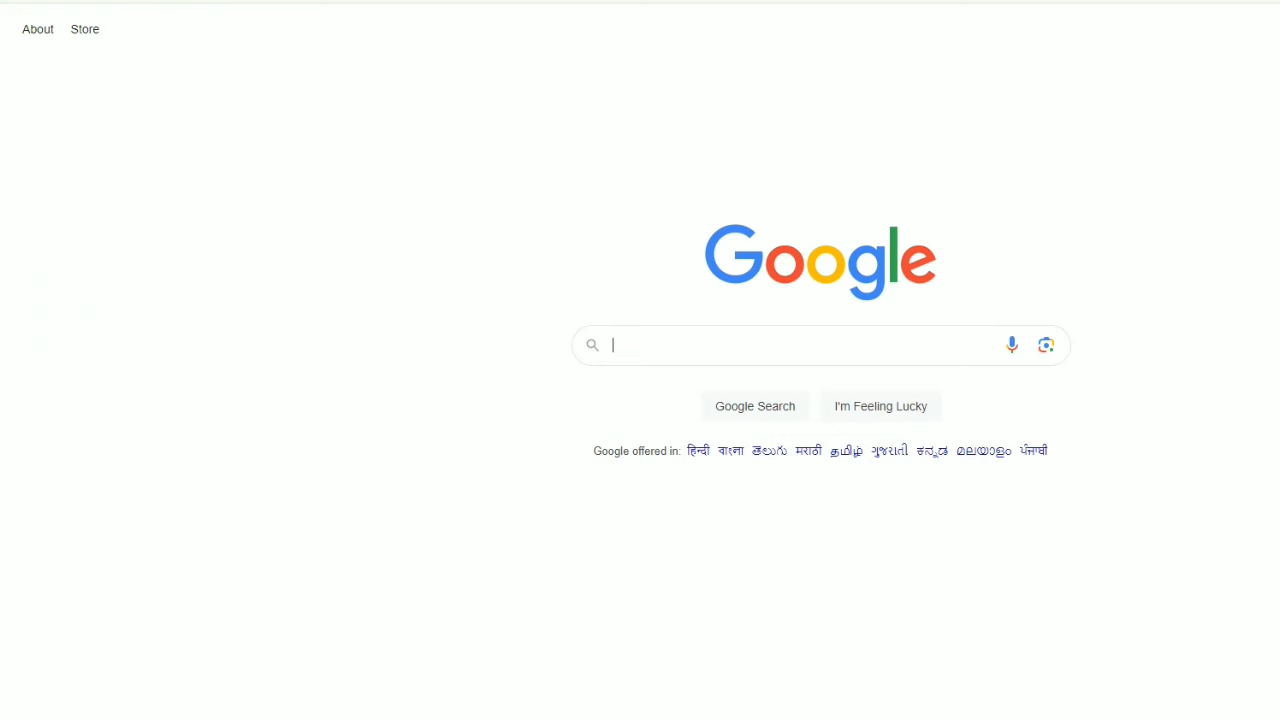 About Store
Google
Google Search I'm Feeling Lucky
Google offered in: हिन्दी বাংলা తెలుగు मराठी தமிழ் ગુજરાતી ಕನ್ನಡ മലയാളം ਪੰਜਾਬੀ